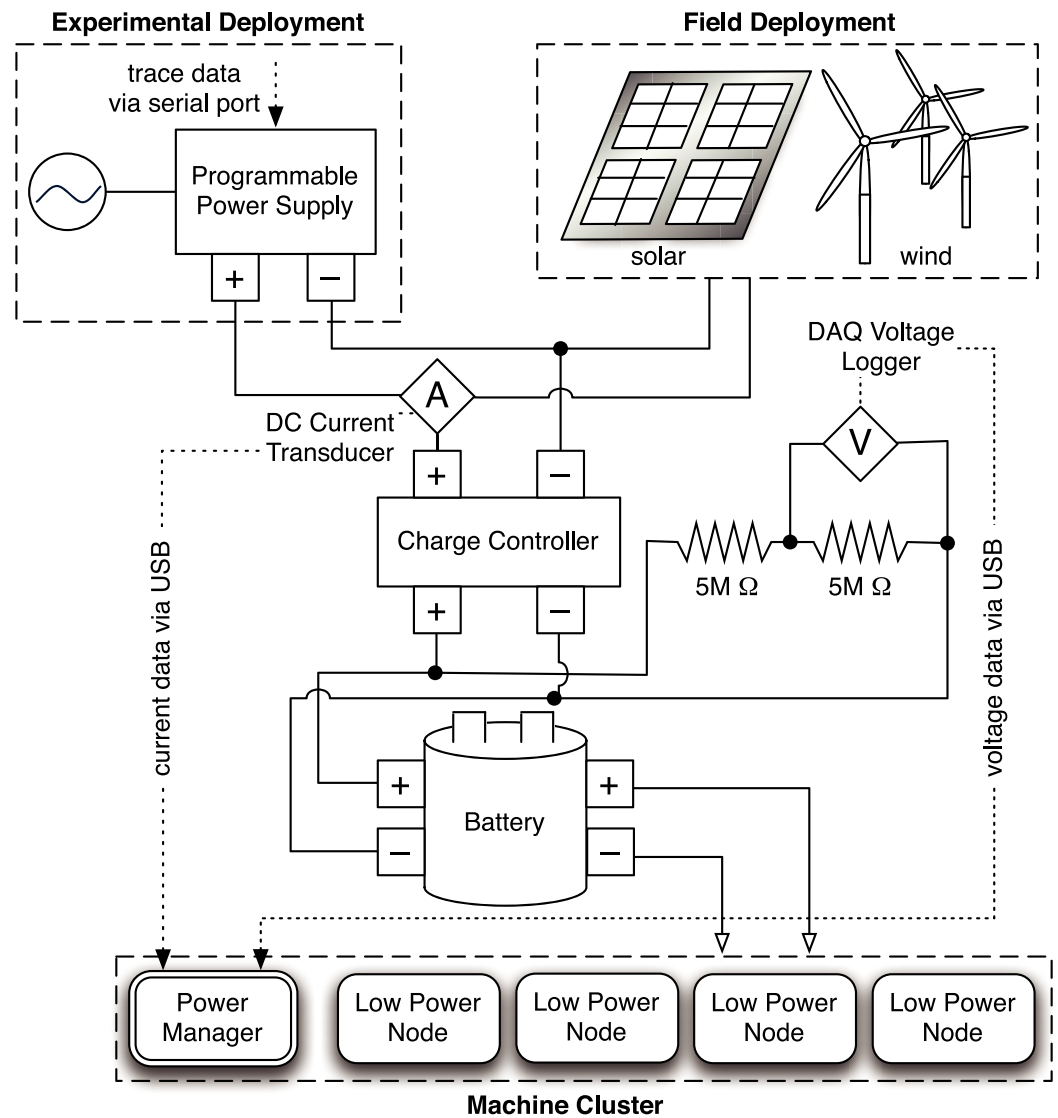 Experimental Deployment
Field Deployment
trace data
via serial port
Programmable
Power Supply
+
−
solar
wind
DAQ Voltage
Logger
A
V
DC Current
Transducer
+
−
Charge Controller
5M Ω
5M Ω
+
−
current data via USB
voltage data via USB
+
+
Battery
−
−
Power
Manager
Low Power
Node
Low Power
Node
Low Power
Node
Low Power
Node
Machine Cluster